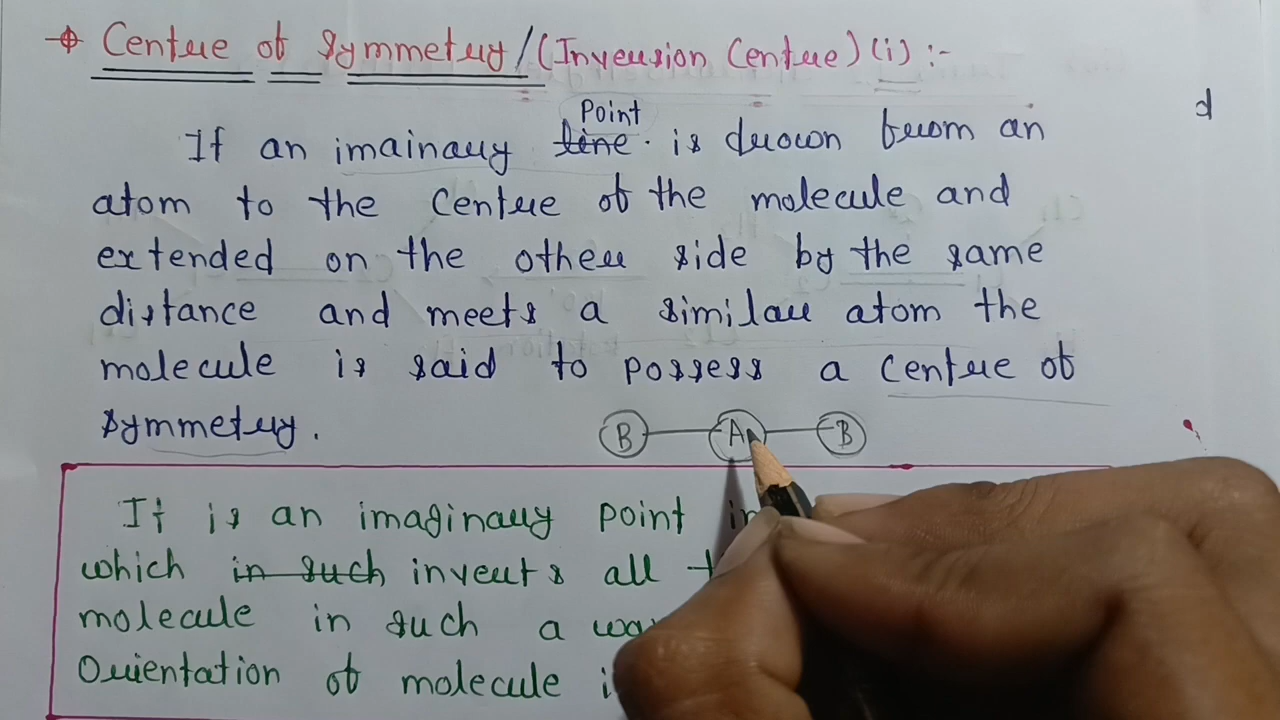 Centre of Symmetry/(Inversion Centre)(i) :-
d
Point
If an imainary line. is drown from an
atom to the centre of the molecule and
extended on the other side by the same
distance and meets a similar atom the
molecule is said to possess a centre of
symmetry.
B A B
It is an imaginary point in
which in such inverts all
molecule in such a way
Orientation of molecule